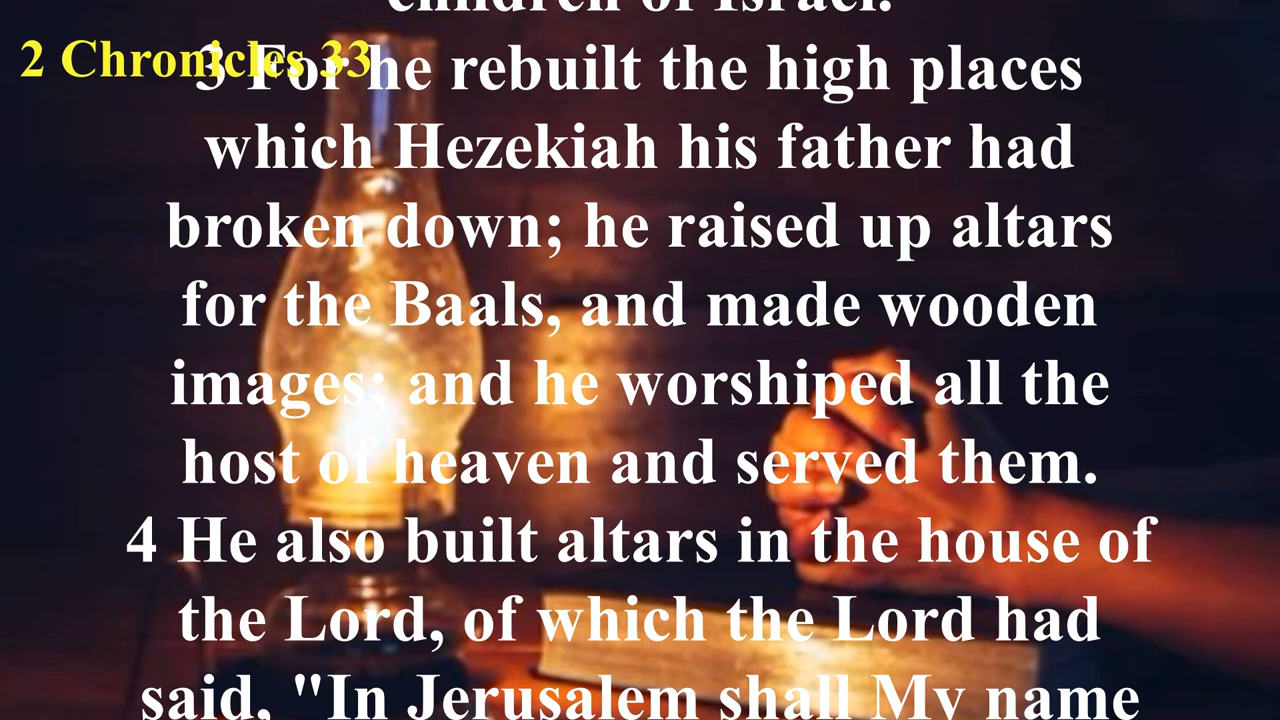 children of Israel.
2 Chronicles 33
3 For he rebuilt the high places
which Hezekiah his father had
broken down; he raised up altars
for the Baals, and made wooden
images; and he worshiped all the
host of heaven and served them.
4 He also built altars in the house of
the Lord, of which the Lord had
said, "In Jerusalem shall My name